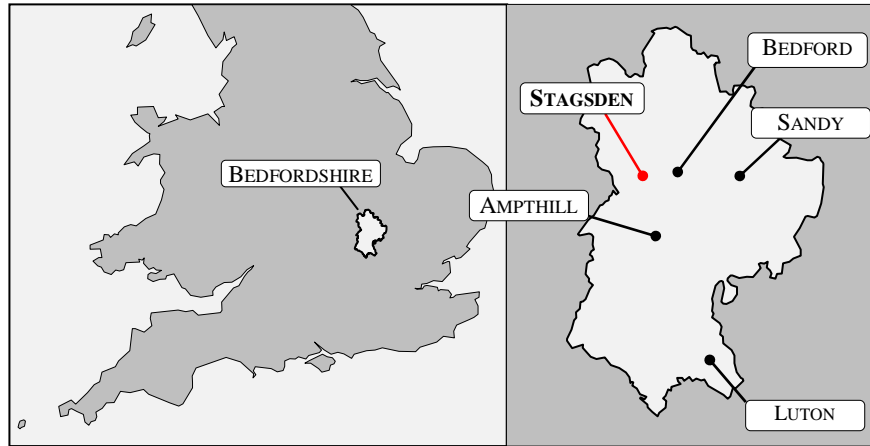 BEDFORD
STAGSDEN
SANDY
BEDFORDSHIRE
AMPTHILL
LUTON